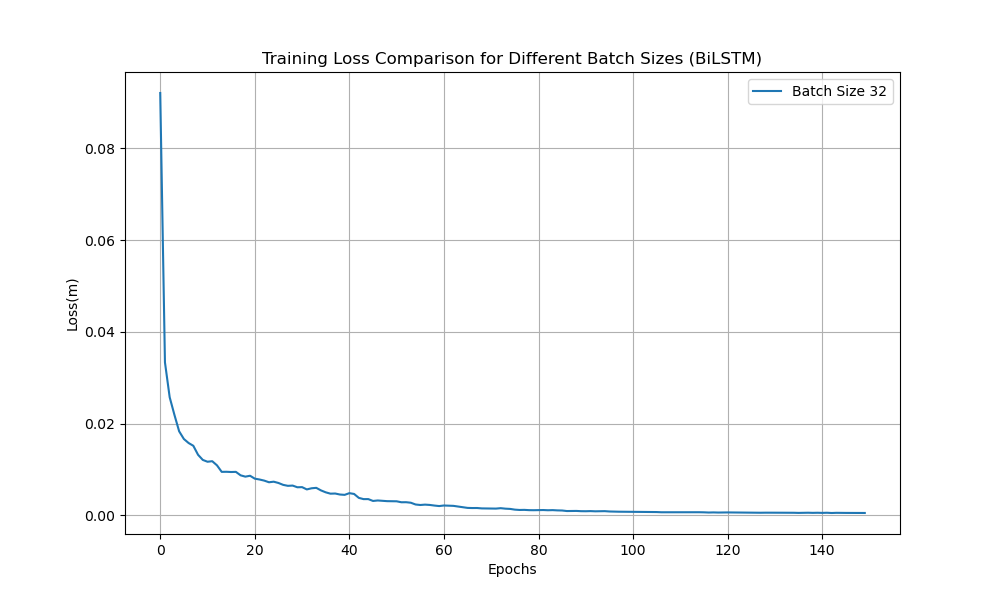 Training Loss Comparison for Different Batch Sizes (BiLSTM)
Batch Size 32
Loss(m)
0.08
0.06
0.04
0.02
0.00
0 20 40 60 80 100 120 140
Epochs